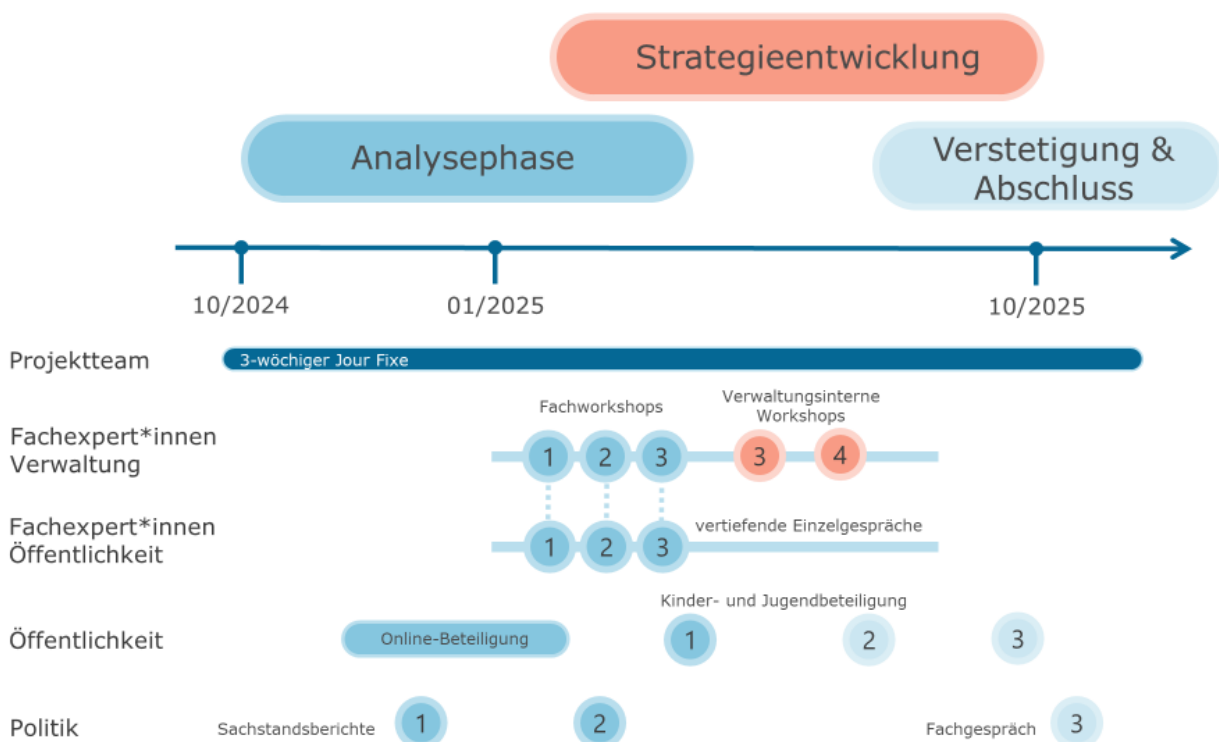 Strategieentwicklung
Analysephase
Verstetigung &
Abschluss
10/2024
01/2025
10/2025
Projektteam
3-wöchiger Jour Fixe
Fachexpert*innen
Verwaltung
Fachworkshops
1
2
3
Verwaltungsinterne
Workshops
3
4
Fachexpert*innen
Öffentlichkeit
1
2
3
vertiefende Einzelgespräche
Öffentlichkeit
Online-Beteiligung
Kinder- und Jugendbeteiligung
1
2
3
Politik
Sachstandsberichte
1
2
Fachgespräch
3